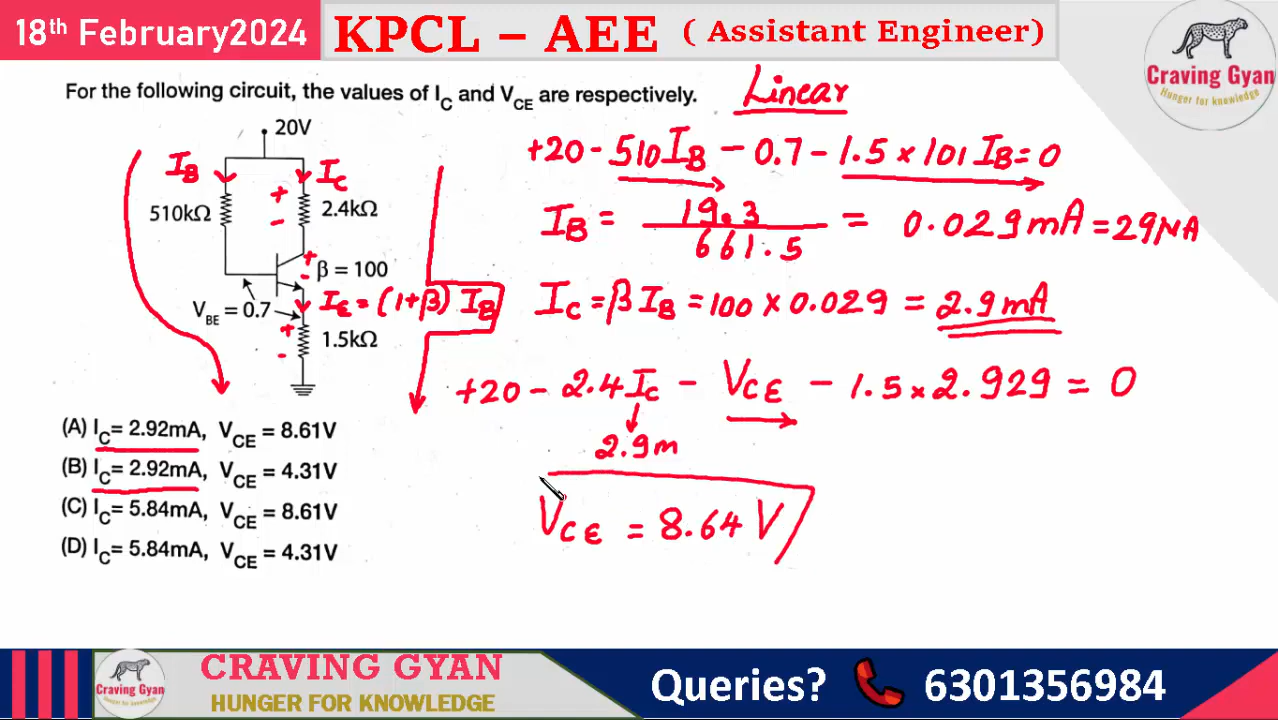 18th February2024
KPCL – AEE ( Assistant Engineer)
Craving Gyan
Hunger for knowledge
For the following circuit, the values of IC and VCE are respectively.
Linear
20V
IB
IC
+
-
510kΩ
2.4kΩ
+
-
β = 100
VBE = 0.7
IE = (1+β) IB
+
-
1.5kΩ
+20 - 510IB - 0.7 - 1.5 × 101 IB = 0
IB = 19.3 / 661.5 = 0.029mA = 29μA
IC = βIB = 100 × 0.029 = 2.9mA
+20 - 2.4IC - VCE - 1.5 × 2.929 = 0
2.9m
VCE = 8.64 V
(A) IC = 2.92mA, VCE = 8.61V
(B) IC = 2.92mA, VCE = 4.31V
(C) IC = 5.84mA, VCE = 8.61V
(D) IC = 5.84mA, VCE = 4.31V
Craving Gyan
CRAVING GYAN
HUNGER FOR KNOWLEDGE
Queries? 6301356984